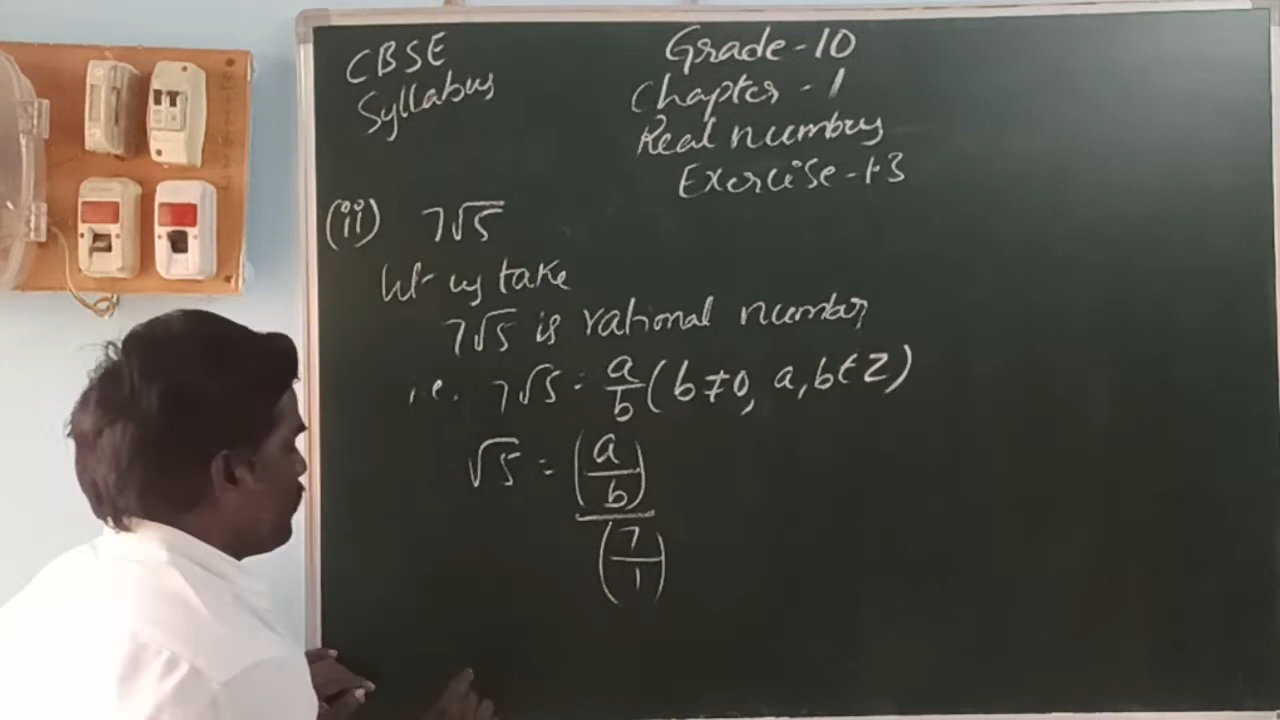 CBSE
Syllabus
Grade - 10
Chapter - 1
Real numbers
Exercise - 1.3
(ii) 7√5
Let us take
7√5 is rational number
i.e. 7√5 = a/b (b≠0, a,b∈Z)
√5 = (a/b)/(7/1)